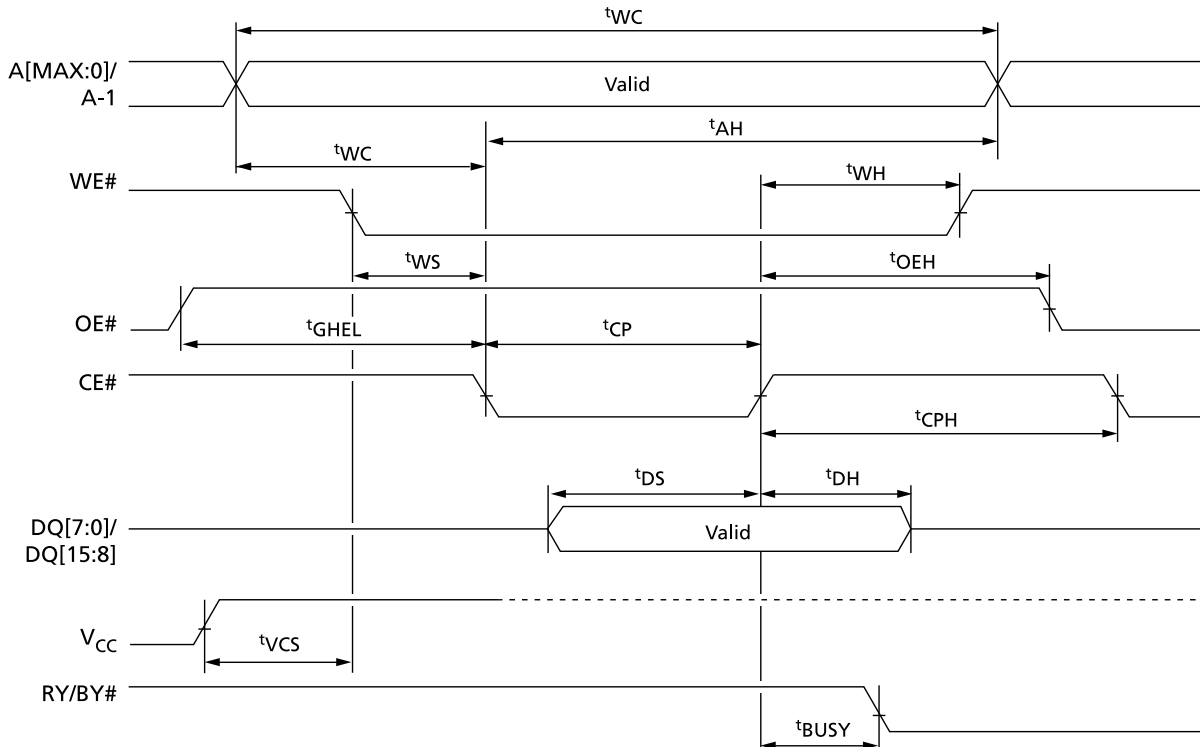 tWC
A[MAX:0]/
A-1
Valid
tAH
tWC
WE#
tWH
tWS
tOEH
OE#
tGHEL
tCP
CE#
tCPH
tDS
tDH
DQ[7:0]/
DQ[15:8]
Valid
VCC
tVCS
RY/BY#
tBUSY